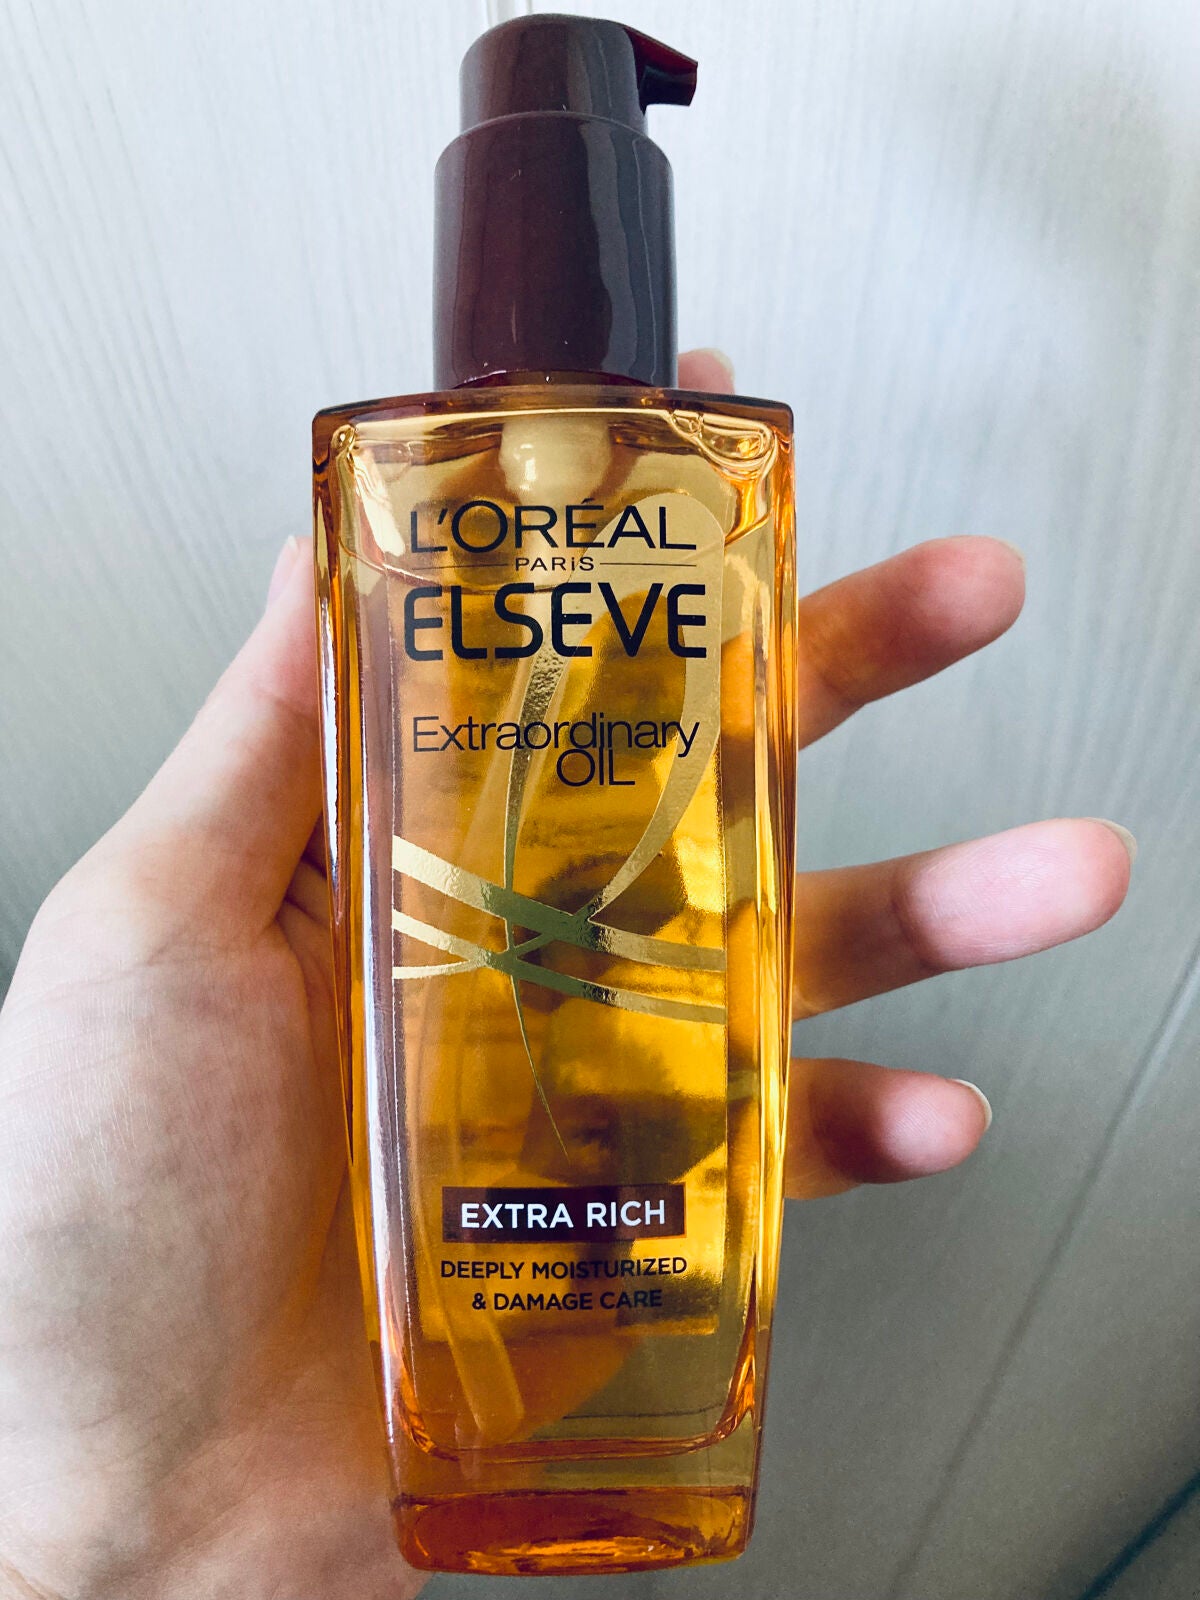 L'ORÉAL
PARiS
ELSEVE
Extraordinary
OIL
EXTRA RICH
DEEPLY MOISTURIZED
& DAMAGE CARE